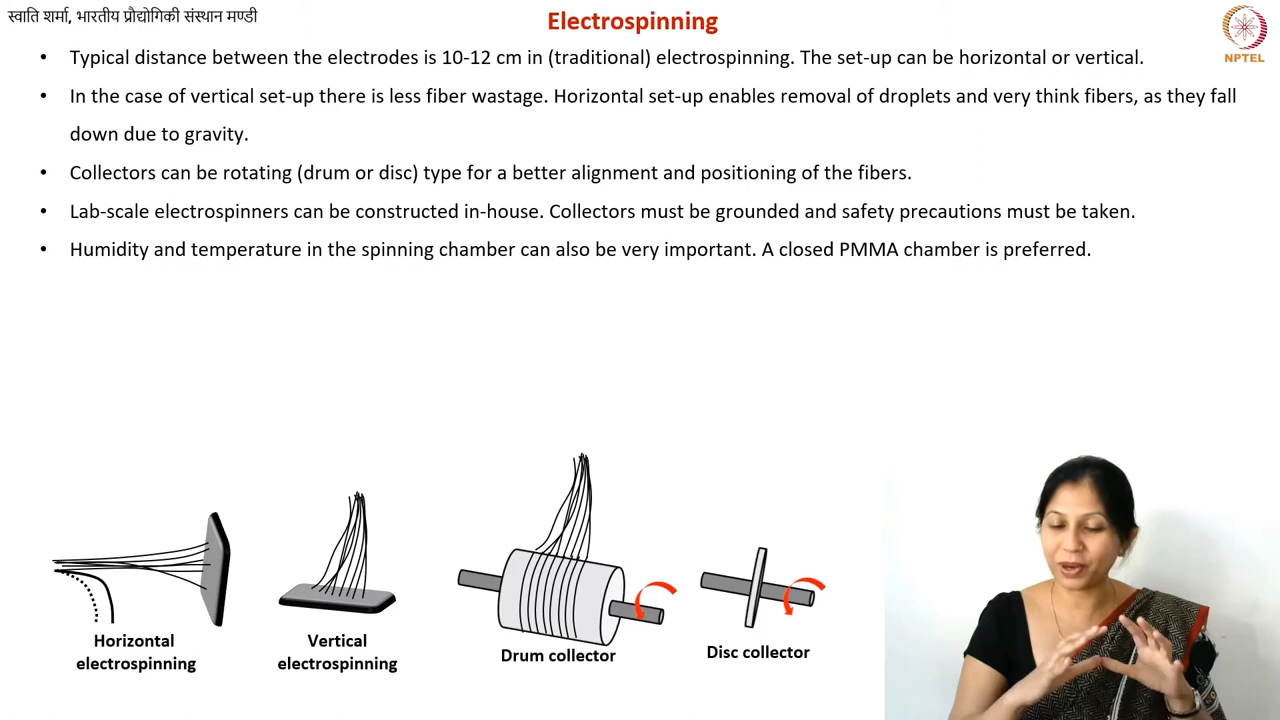 स्वाति शर्मा, भारतीय प्रौद्योगिकी संस्थान मण्डी
Electrospinning
NPTEL
• Typical distance between the electrodes is 10-12 cm in (traditional) electrospinning. The set-up can be horizontal or vertical.
• In the case of vertical set-up there is less fiber wastage. Horizontal set-up enables removal of droplets and very think fibers, as they fall
down due to gravity.
• Collectors can be rotating (drum or disc) type for a better alignment and positioning of the fibers.
• Lab-scale electrospinners can be constructed in-house. Collectors must be grounded and safety precautions must be taken.
• Humidity and temperature in the spinning chamber can also be very important. A closed PMMA chamber is preferred.
Horizontal
electrospinning
Vertical
electrospinning
Drum collector
Disc collector